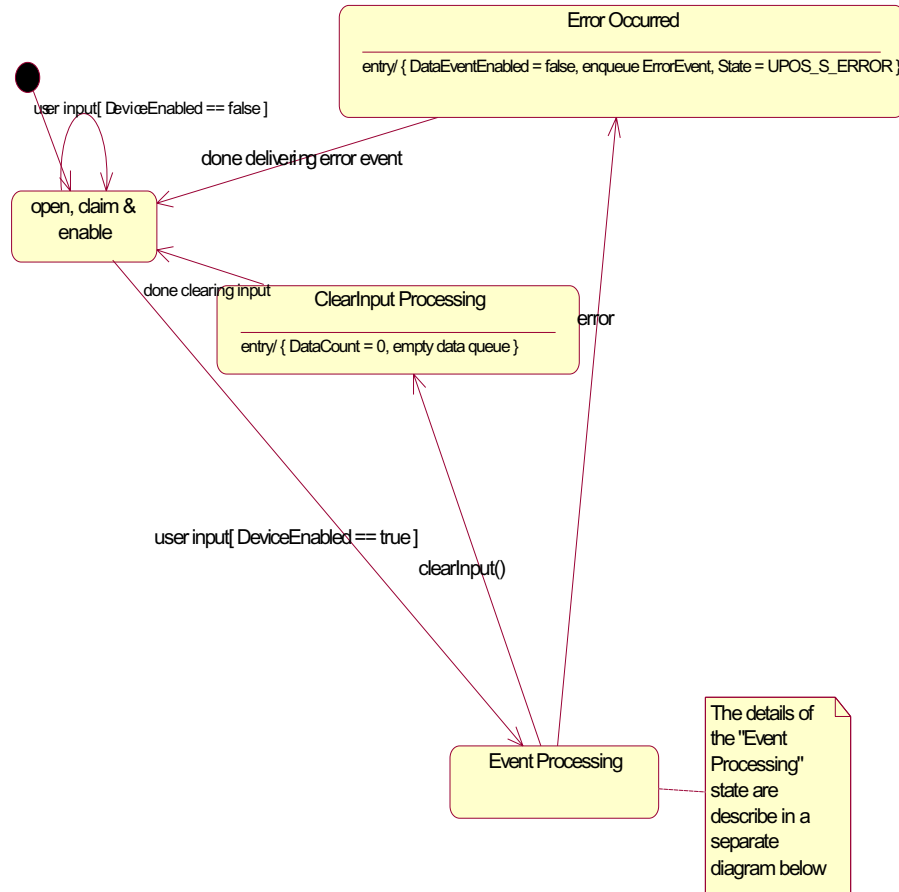 Error Occurred
entry/ { DataEventEnabled = false, enqueue ErrorEvent, State = UPOS_S_ERROR }
user input[ DeviceEnabled == false ]
done delivering error event
open, claim &
enable
done clearing input
ClearInput Processing
entry/ { DataCount = 0, empty data queue }
error
user input[ DeviceEnabled == true ]
clearInput()
Event Processing
The details of
the "Event
Processing"
state are
describe in a
separate
diagram below